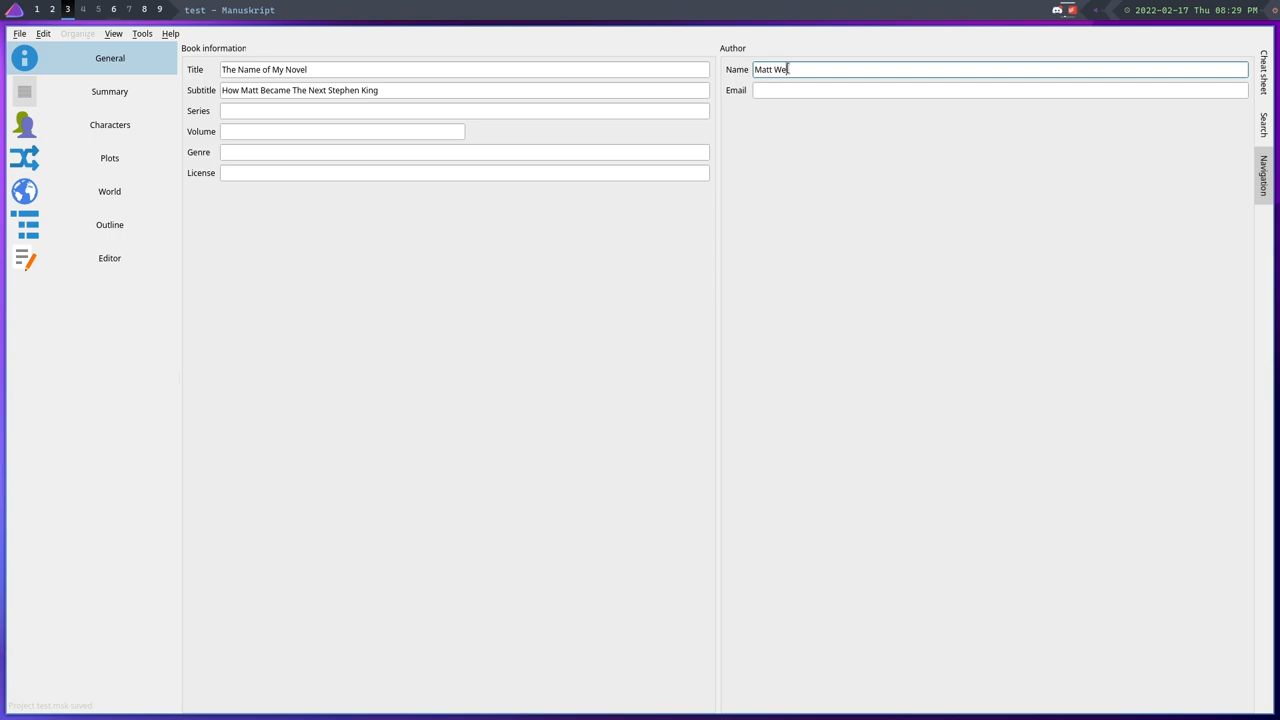 1 2 3 4 5 6 7 8 9 test - Manuskript
2022-02-17 Thu 08:29 PM
File Edit Organize View Tools Help
General
Summary
Characters
Plots
World
Outline
Editor
Book information
Title The Name of My Novel
Subtitle How Matt Became The Next Stephen King
Series
Volume
Genre
License
Author
Name Matt We
Email
Cheat sheet
Search
Navigation
Project test.msk saved